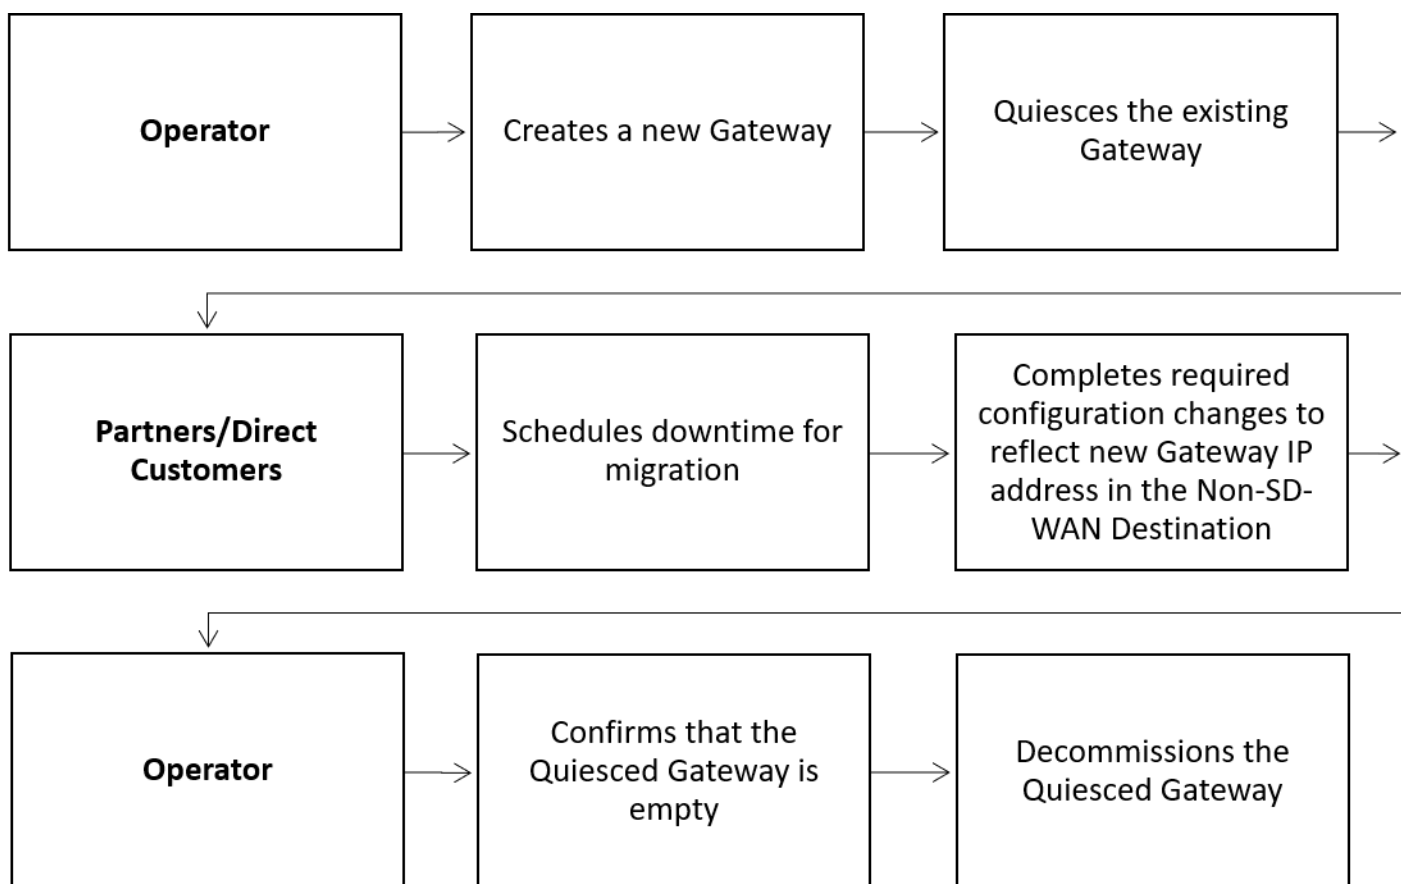 Operator
Creates a new Gateway
Quiesces the existing
Gateway
Partners/Direct
Customers
Schedules downtime for
migration
Completes required
configuration changes to
reflect new Gateway IP
address in the Non-SD-
WAN Destination
Operator
Confirms that the
Quiesced Gateway is
empty
Decommissions the
Quiesced Gateway